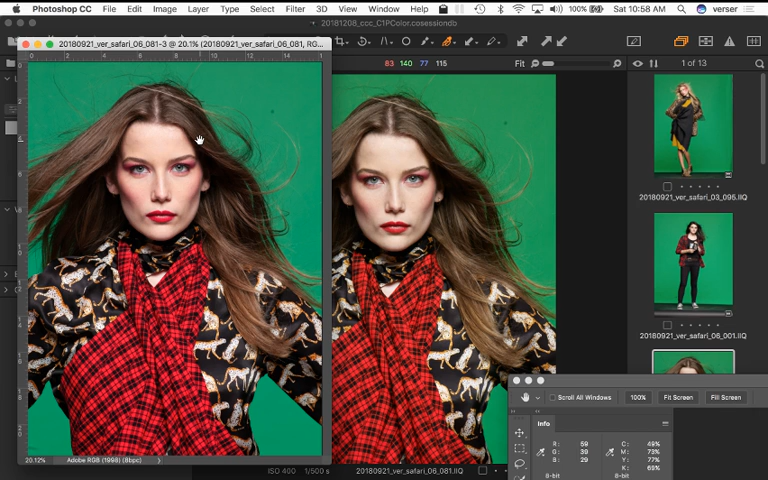 Photoshop CC File Edit Image Layer Type Select Filter 3D View Window Help 100% Sat 10:58 AM verser
20181208_ccc_C1PColor.cosessiondb
20180921_ver_safari_06_081-3 @ 20.1% (20180921_ver_safari_06_081, RG...
83 140 77 115 Fit 1 of 13
20180921_ver_safari_03_095.IIQ
20180921_ver_safari_06_001.IIQ
Scroll All Windows 100% Fit Screen Fill Screen
Info
R: 59 C: 49%
G: 39 M: 73%
B: 29 Y: 77%
K: 69%
8-bit 8-bit
20.12% Adobe RGB (1998) (8bpc)
ISO 400 1/500 s 20180921_ver_safari_06_081.IIQ